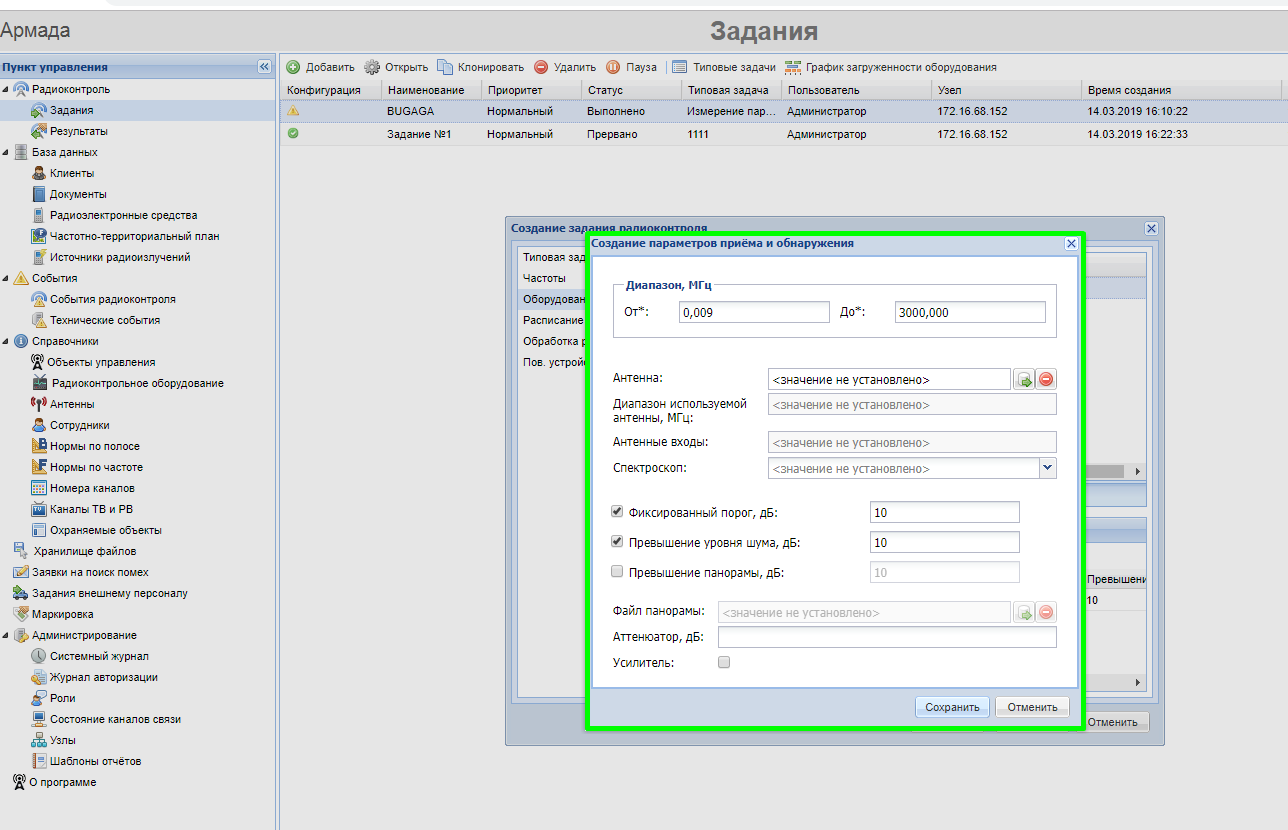 Армада
Задания
Пункт управления
Радиоконтроль
Задания
Результаты
База данных
Клиенты
Документы
Радиоэлектронные средства
Частотно-территориальный план
Источники радиоизлучений
События
События радиоконтроля
Технические события
Справочники
Объекты управления
Радиоконтрольное оборудование
Антенны
Сотрудники
Нормы по полосе
Нормы по частоте
Номера каналов
Каналы ТВ и РВ
Охраняемые объекты
Хранилище файлов
Заявки на поиск помех
Задания внешнему персоналу
Маркировка
Администрирование
Системный журнал
Журнал авторизации
Роли
Состояние каналов связи
Узлы
Шаблоны отчётов
О программе
Добавить Открыть Клонировать Удалить Пауза Типовые задачи График загруженности оборудования
Конфигурация Наименование Приоритет Статус Типовая задача Пользователь Узел Время создания
BUGAGA Нормальный Выполнено Измерение пар... Администратор 172.16.68.152 14.03.2019 16:10:22
Задание №1 Нормальный Прервано 1111 Администратор 172.16.68.152 14.03.2019 16:22:33
Создание задания радиоконтроля
Типовая зад
Частоты
Оборудован
Расписание
Обработка р
Пов. устрой
Создание параметров приёма и обнаружения
Диапазон, МГц
От*: 0,009 До*: 3000,000
Антенна: <значение не установлено>
Диапазон используемой
антенны, МГц: <значение не установлено>
Антенные входы: <значение не установлено>
Спектроскоп: <значение не установлено>
Фиксированный порог, дБ: 10
Превышение уровня шума, дБ: 10
Превышение панорамы, дБ: 10
Файл панорамы: <значение не установлено>
Аттенюатор, дБ:
Усилитель:
Сохранить Отменить
Превышени
10
Отменить